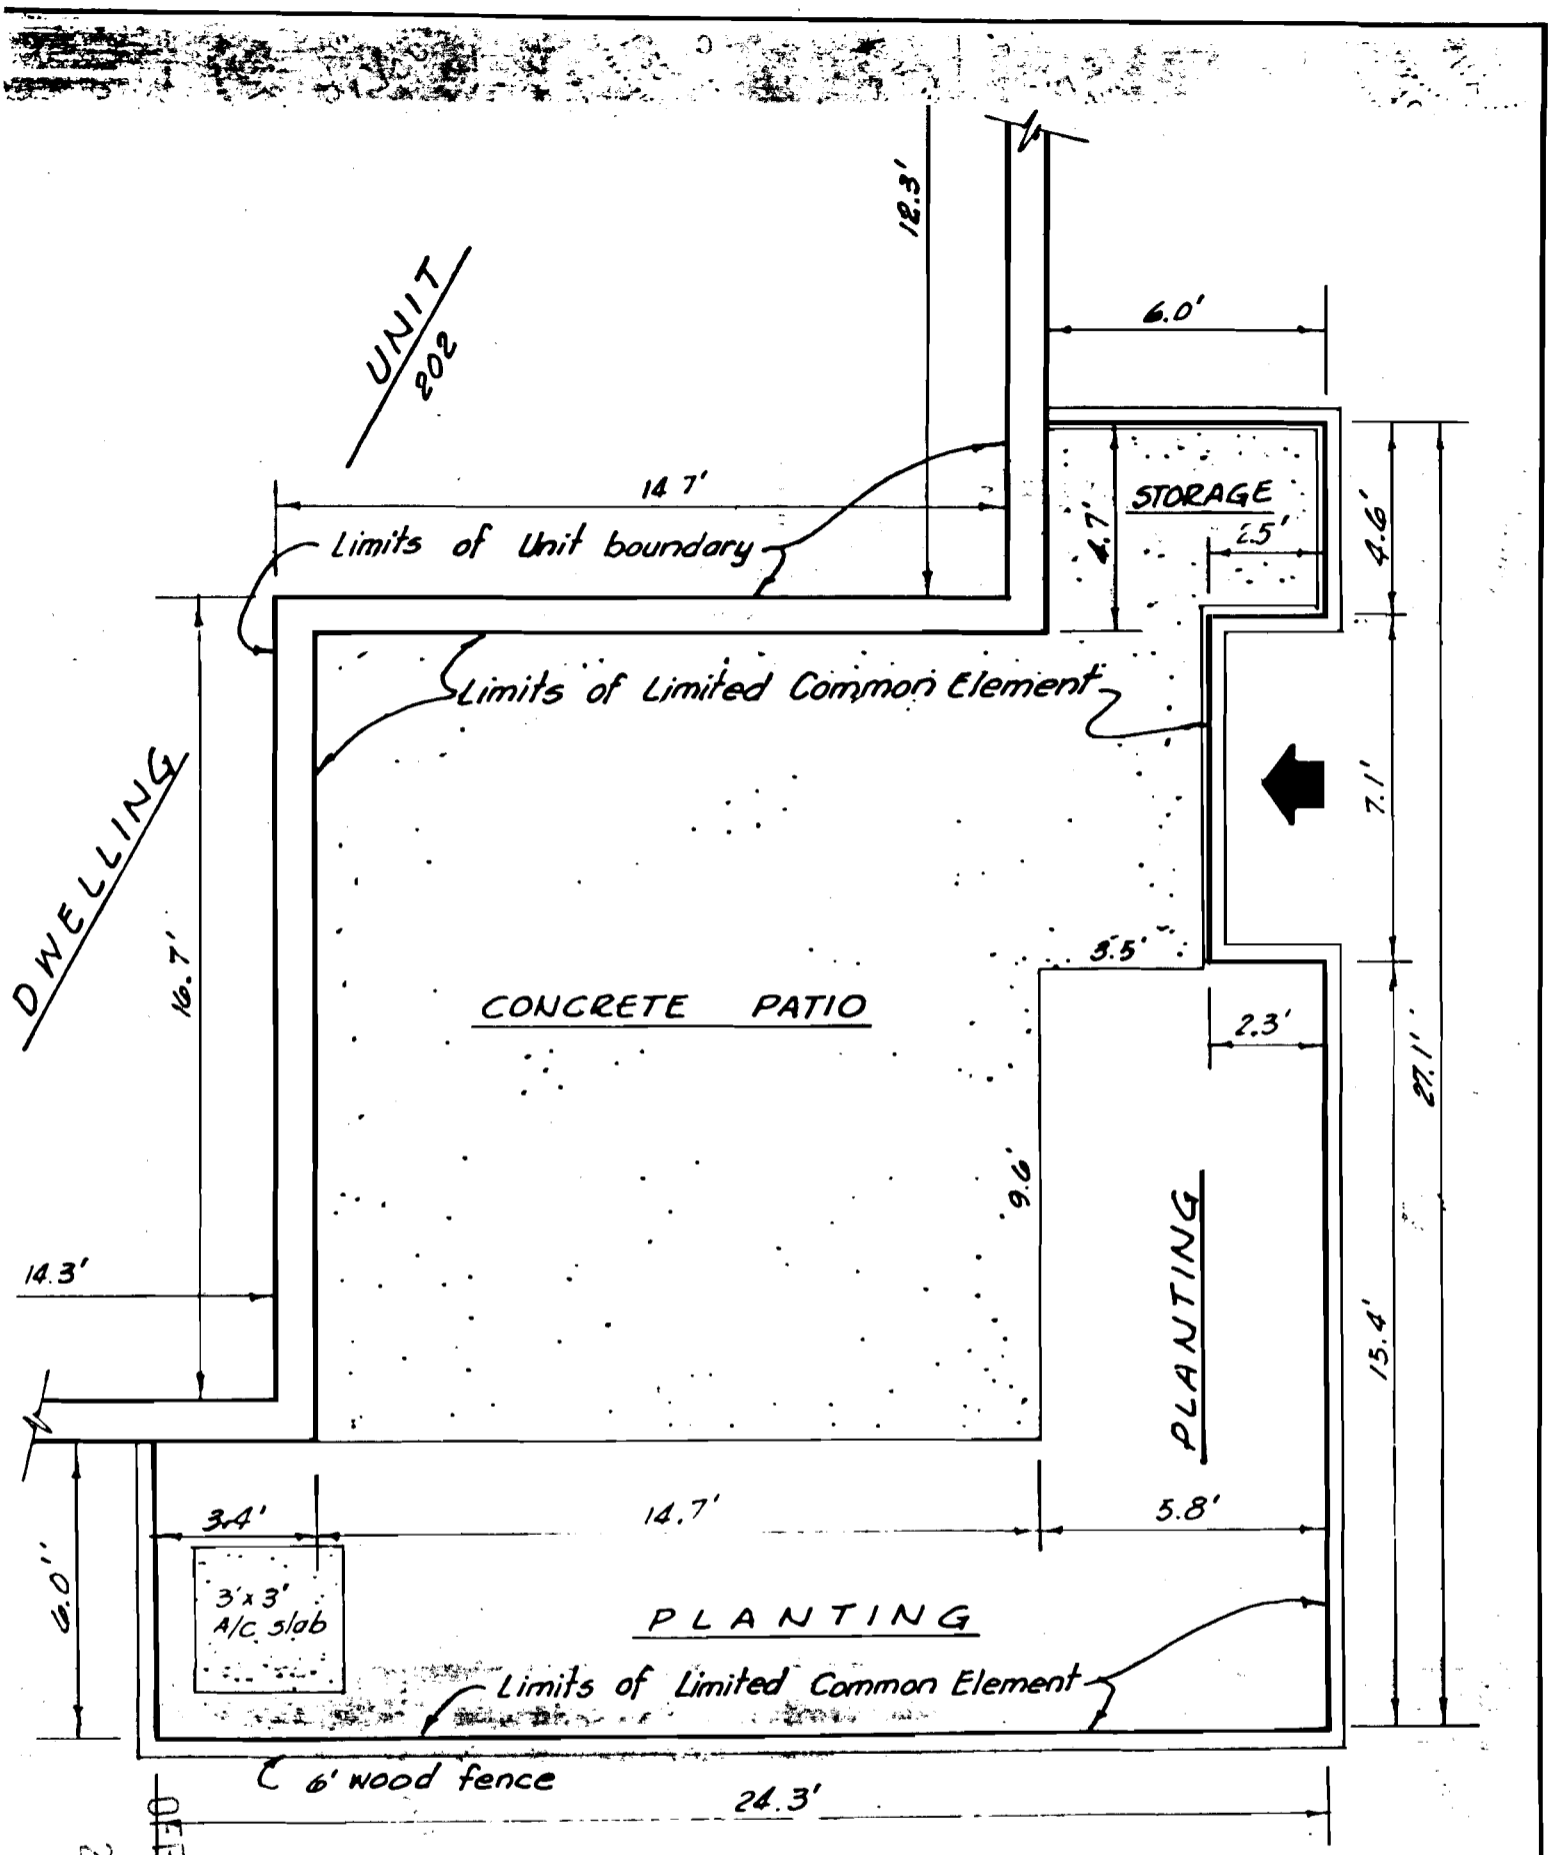 12.3'
UNIT
202
6.0'
14.7'
STORAGE
4.7'
2.5'
4.6'
Limits of Unit boundary
Limits of Limited Common Element
7.1'
DWELLING
16.7'
3.5'
CONCRETE PATIO
2.3'
27.1'
9.6'
PLANTING
14.3'
15.4'
3.4'
14.7'
5.8'
6.0'
3'x3'
A/C slab
PLANTING
Limits of Limited Common Element
6' wood fence
24.3'